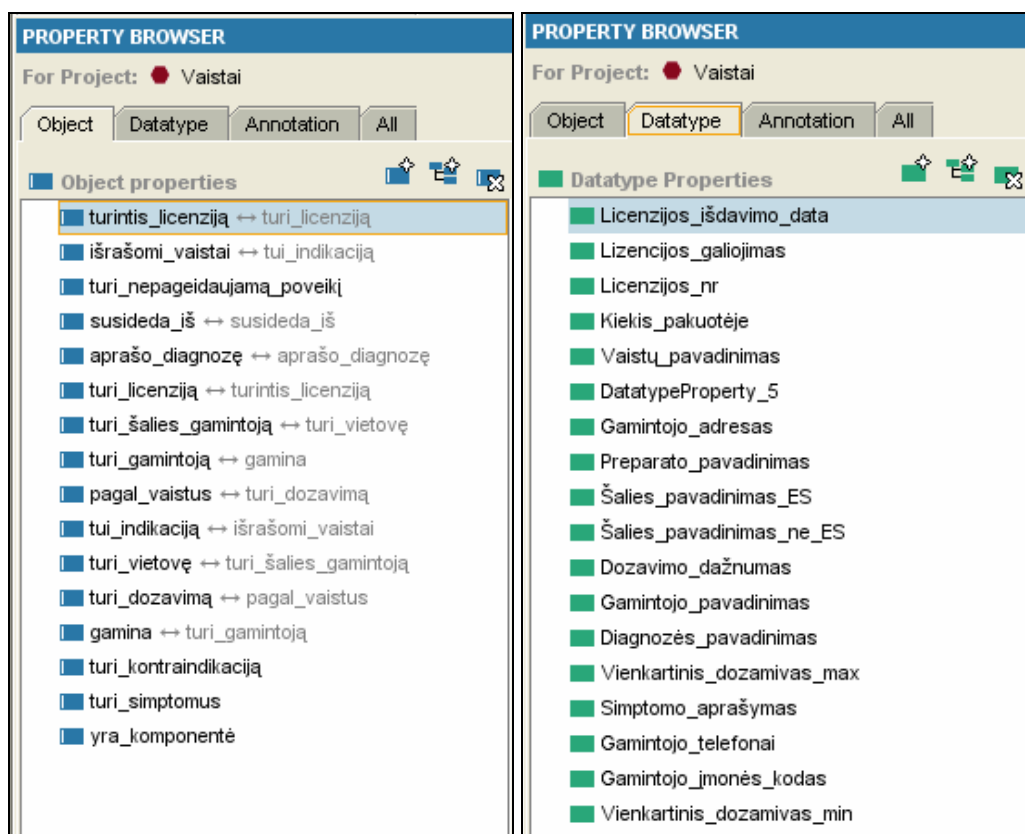 PROPERTY BROWSER
For Project: Vaistai
Object Datatype Annotation All
Object properties
turintis_licenziją ↔ turi_licenziją
išrašomi_vaistai ↔ tui_indikaciją
turi_nepageidaujamą_poveikį
susideda_iš ↔ susideda_iš
aprašo_diagnozę ↔ aprašo_diagnozę
turi_licenziją ↔ turintis_licenziją
turi_šalies_gamintoją ↔ turi_vietovę
turi_gamintoją ↔ gamina
pagal_vaistus ↔ turi_dozavimą
tui_indikaciją ↔ išrašomi_vaistai
turi_vietovę ↔ turi_šalies_gamintoją
turi_dozavimą ↔ pagal_vaistus
gamina ↔ turi_gamintoją
turi_kontraindikaciją
turi_simptomus
yra_komponentė
PROPERTY BROWSER
For Project: Vaistai
Object Datatype Annotation All
Datatype Properties
Licenzijos_išdavimo_data
Lizencijos_galiojimas
Licenzijos_nr
Kiekis_pakuotėje
Vaistų_pavadinimas
DatatypeProperty_5
Gamintojo_adresas
Preparato_pavadinimas
Šalies_pavadinimas_ES
Šalies_pavadinimas_ne_ES
Dozavimo_dažnumas
Gamintojo_pavadinimas
Diagnozės_pavadinimas
Vienkartinis_dozamivas_max
Simptomo_aprašymas
Gamintojo_telefonai
Gamintojo_įmonės_kodas
Vienkartinis_dozamivas_min